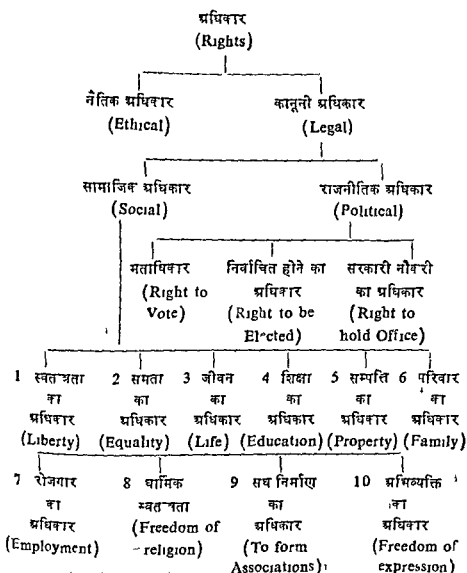 अधिकार
(Rights)
नैतिक अधिकार कानूनी अधिकार
(Ethical) (Legal)
सामाजिक अधिकार राजनीतिक अधिकार
(Social) (Political)
मताधिकार निर्वाचित होने का सरकारी नौकरी
(Right to अधिकार का अधिकार
Vote) (Right to be (Right to
Elected) hold Office)
1 स्वतन्त्रता 2 समता 3 जीवन 4 शिक्षा 5 सम्पत्ति 6 परिवार
का का का का का का
अधिकार अधिकार अधिकार अधिकार अधिकार अधिकार
(Liberty) (Equality) (Life) (Education) (Property) (Family)
7 रोजगार 8 धार्मिक 9 सघ निर्माण 10 अभिव्यक्ति
का स्वतन्त्रता का का
अधिकार (Freedom of अधिकार अधिकार
(Employment) religion) (To form (Freedom of
Associations) expression)